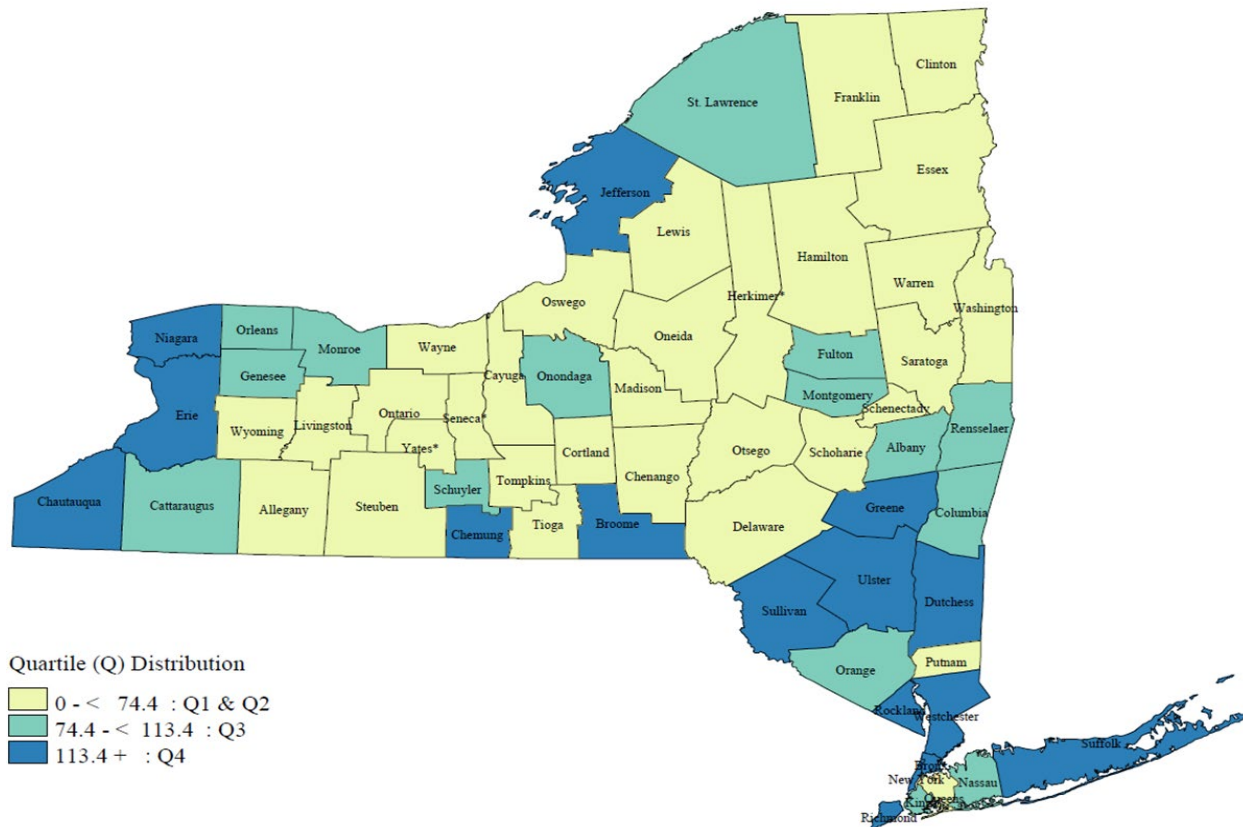 Clinton
Franklin
St. Lawrence
Essex
Jefferson
Lewis
Hamilton
Warren
Herkimer*
Oswego
Washington
Oneida
Niagara
Orleans
Monroe
Wayne
Fulton
Saratoga
Genesee
Cayuga
Onondaga
Madison
Montgomery
Schenectady
Erie
Ontario
Seneca*
Livingston
Wyoming
Rensselaer
Albany
Yates*
Cortland
Otsego
Schoharie
Tompkins
Chenango
Schuyler
Chautauqua
Cattaraugus
Allegany
Steuben
Greene
Columbia
Chemung
Tioga
Broome
Delaware
Ulster
Sullivan
Dutchess
Quartile (Q) Distribution
Putnam
Orange
0 - < 74.4 : Q1 & Q2
Rockland
Westchester
74.4 - < 113.4 : Q3
Suffolk
113.4 + : Q4
New York
Nassau
Queens
Richmond